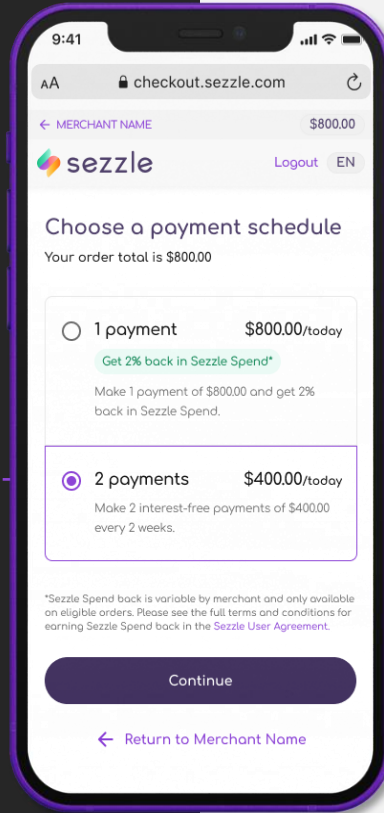 9:41
AA checkout.sezzle.com
← MERCHANT NAME $800.00
sezzle Logout EN
Choose a payment schedule
Your order total is $800.00
1 payment $800.00/today
Get 2% back in Sezzle Spend*
Make 1 payment of $800.00 and get 2%
back in Sezzle Spend.
2 payments $400.00/today
Make 2 interest-free payments of $400.00
every 2 weeks.
*Sezzle Spend back is variable by merchant and only available
on eligible orders. Please see the full terms and conditions for
earning Sezzle Spend back in the Sezzle User Agreement.
Continue
← Return to Merchant Name